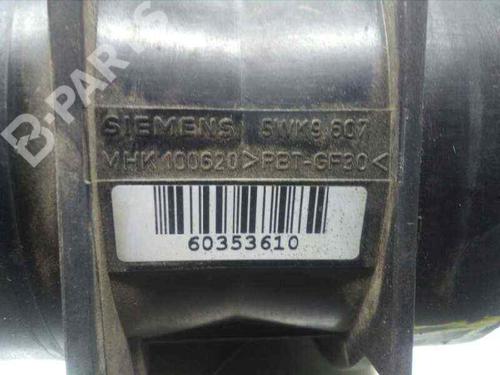 B-PARTS
SIEMENS 5WK9 607
MHK100620 >PBT-GF30<
60353610